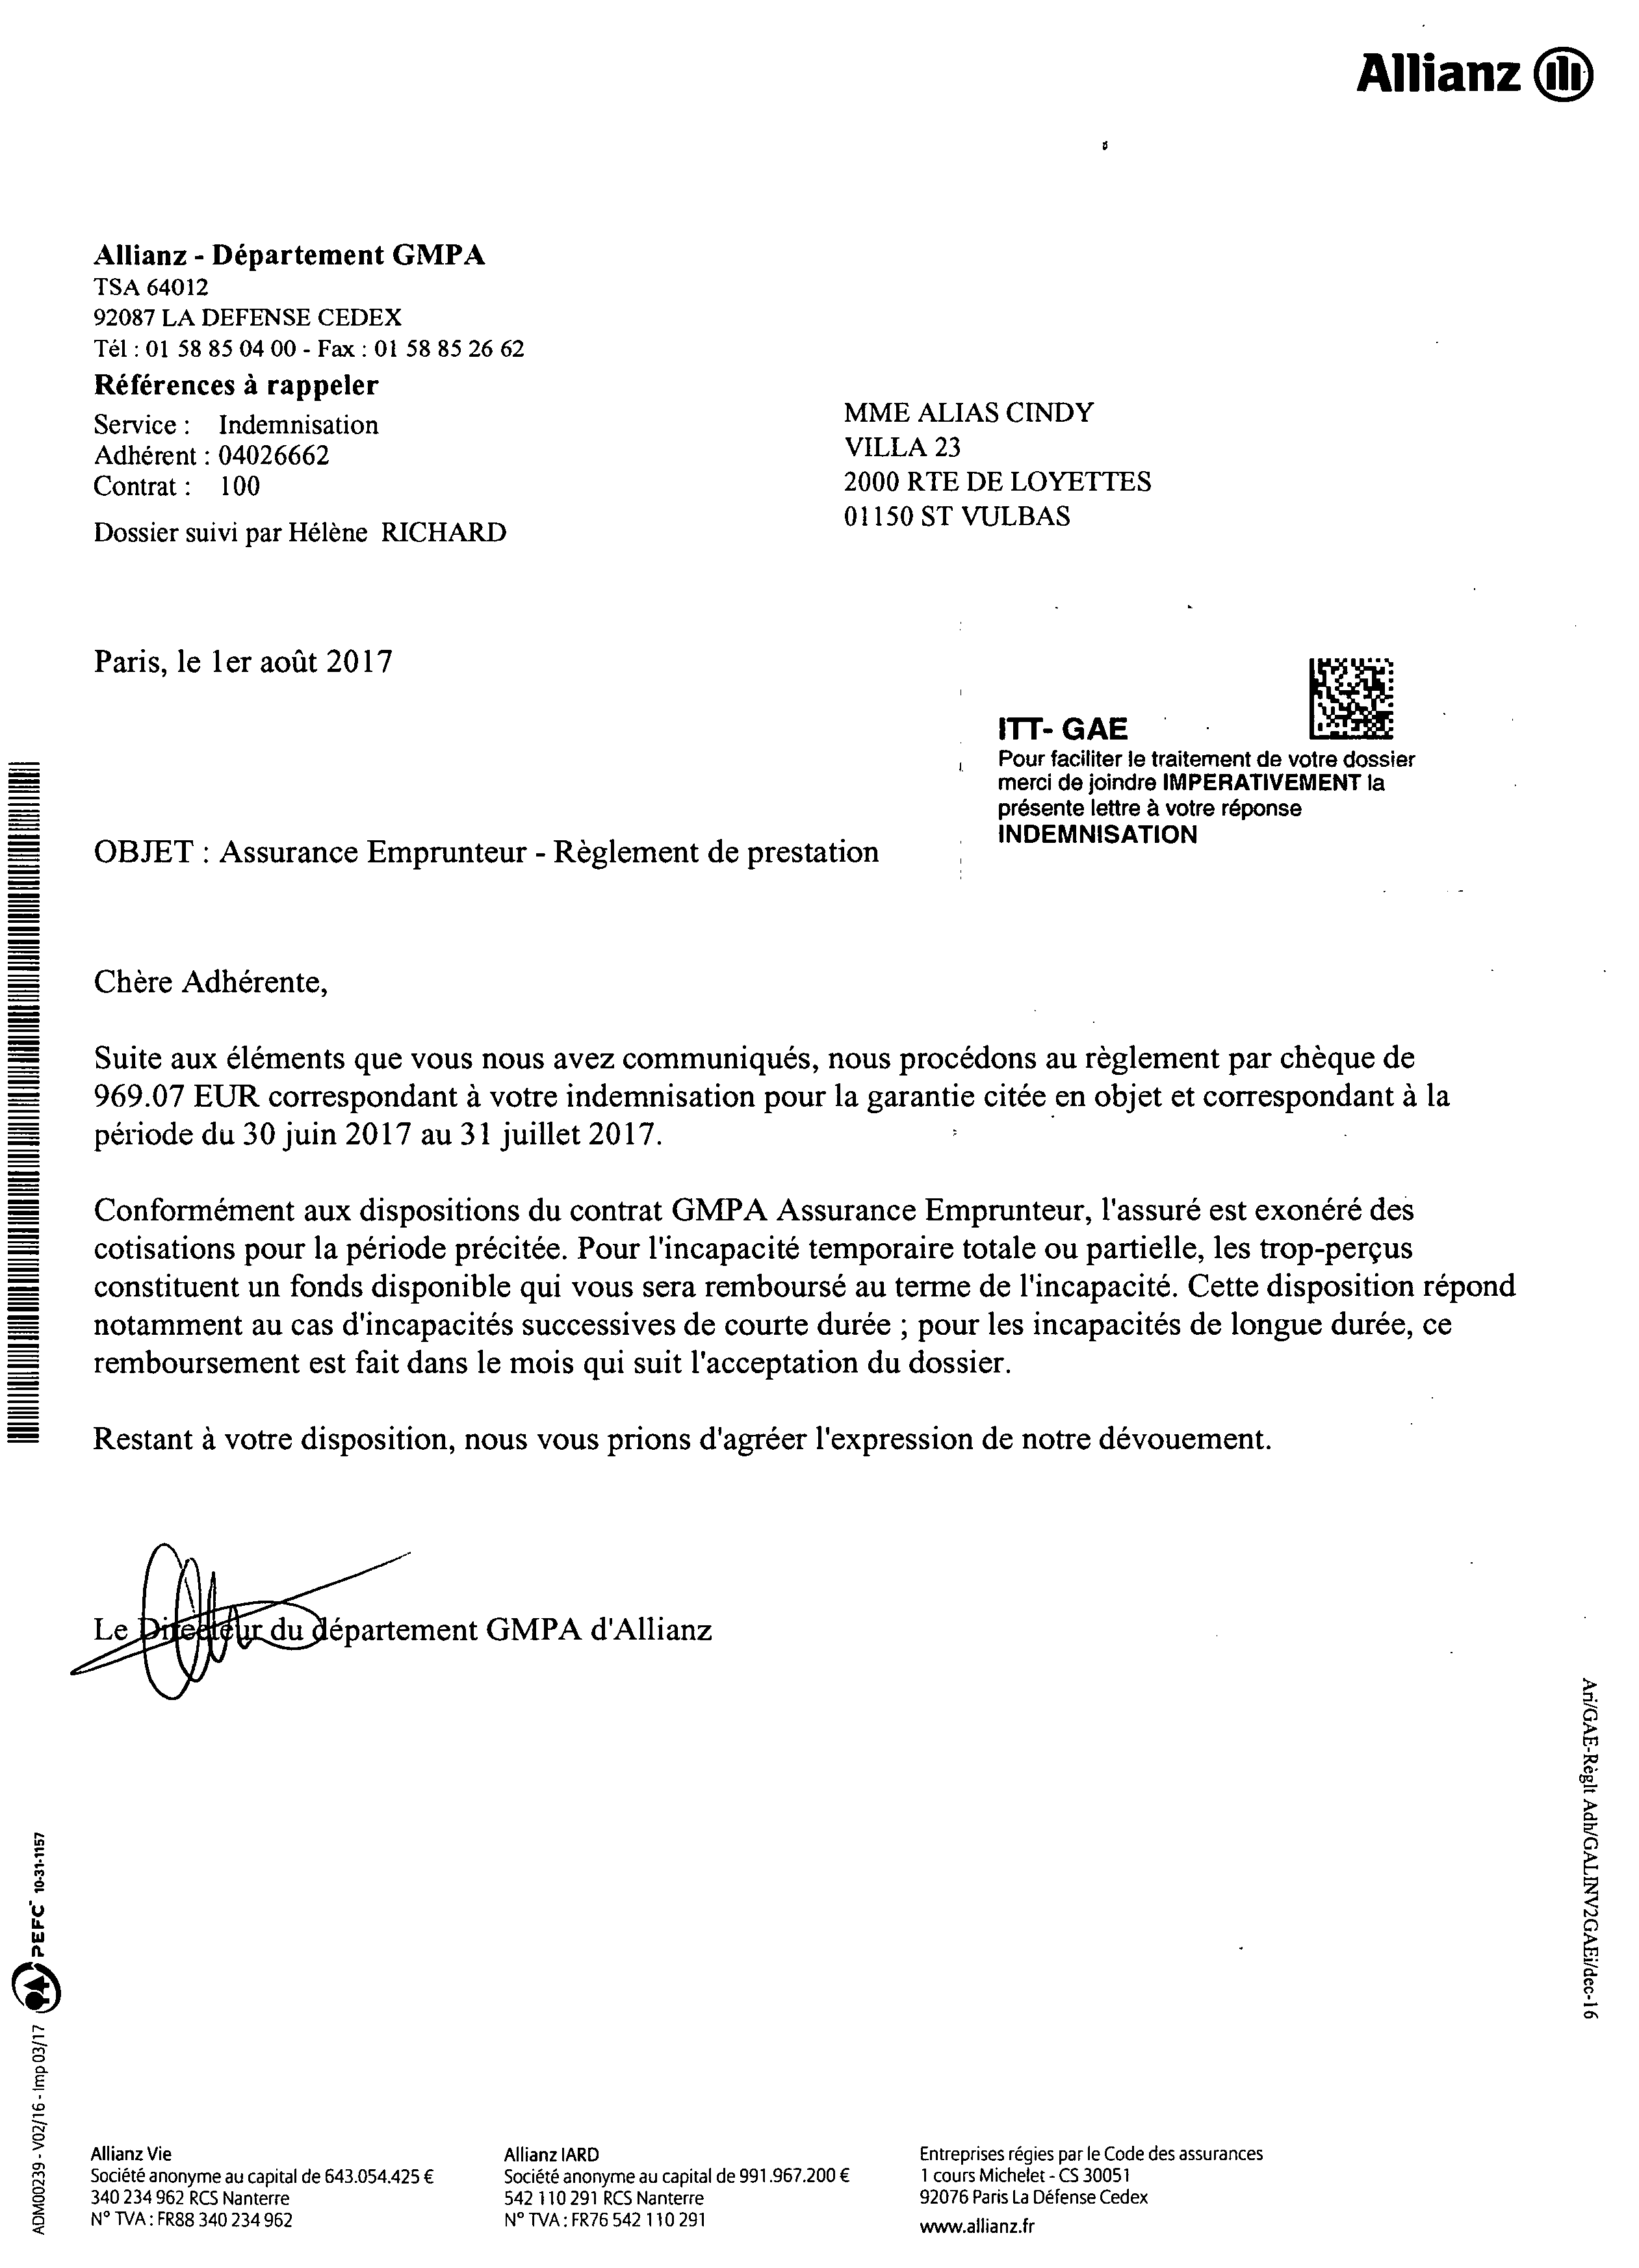 Allianz
Allianz - Département GMPA
TSA 64012
92087 LA DEFENSE CEDEX
Tél : 01 58 85 04 00 - Fax : 01 58 85 26 62
Références à rappeler
Service : Indemnisation
Adhérent : 04026662
Contrat : 100
Dossier suivi par Hélène RICHARD
MME ALIAS CINDY
VILLA 23
2000 RTE DE LOYETTES
01150 ST VULBAS
Paris, le 1er août 2017
ITT- GAE
Pour faciliter le traitement de votre dossier
merci de joindre IMPERATIVEMENT la
présente lettre à votre réponse
INDEMNISATION
OBJET : Assurance Emprunteur - Règlement de prestation
Chère Adhérente,
Suite aux éléments que vous nous avez communiqués, nous procédons au règlement par chèque de
969.07 EUR correspondant à votre indemnisation pour la garantie citée en objet et correspondant à la
période du 30 juin 2017 au 31 juillet 2017.
Conformément aux dispositions du contrat GMPA Assurance Emprunteur, l'assuré est exonéré des
cotisations pour la période précitée. Pour l'incapacité temporaire totale ou partielle, les trop-perçus
constituent un fonds disponible qui vous sera remboursé au terme de l'incapacité. Cette disposition répond
notamment au cas d'incapacités successives de courte durée ; pour les incapacités de longue durée, ce
remboursement est fait dans le mois qui suit l'acceptation du dossier.
Restant à votre disposition, nous vous prions d'agréer l'expression de notre dévouement.
Le Directeur du département GMPA d'Allianz
Ari/GAE-Règlt Adh/GALINV2GAEi/dec-16
ADM00239 - V02/16 - Imp 03/17
PEFC 10-31-1157
Allianz Vie
Société anonyme au capital de 643.054.425 €
340 234 962 RCS Nanterre
N° TVA : FR88 340 234 962
Allianz IARD
Société anonyme au capital de 991.967.200 €
542 110 291 RCS Nanterre
N° TVA : FR76 542 110 291
Entreprises régies par le Code des assurances
1 cours Michelet - CS 30051
92076 Paris La Défense Cedex
www.allianz.fr